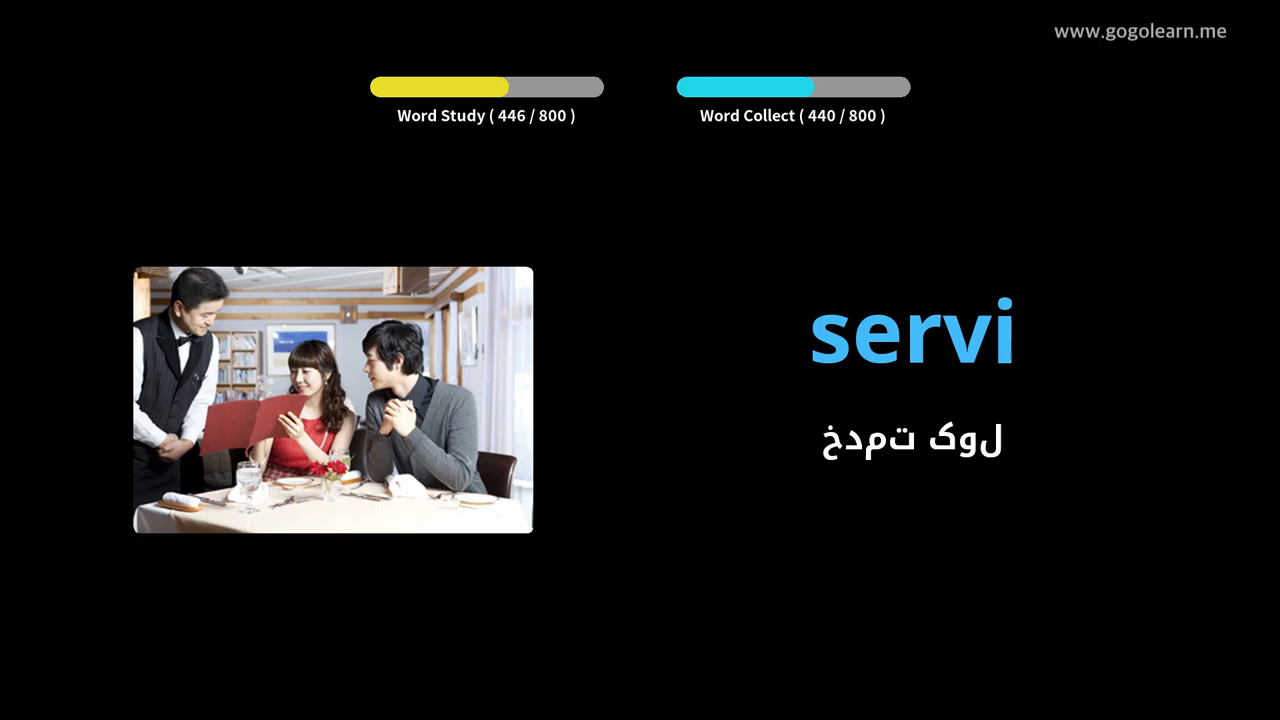 www.gogolearn.me
Word Study ( 446 / 800 )
Word Collect ( 440 / 800 )
servi
خدمت کول